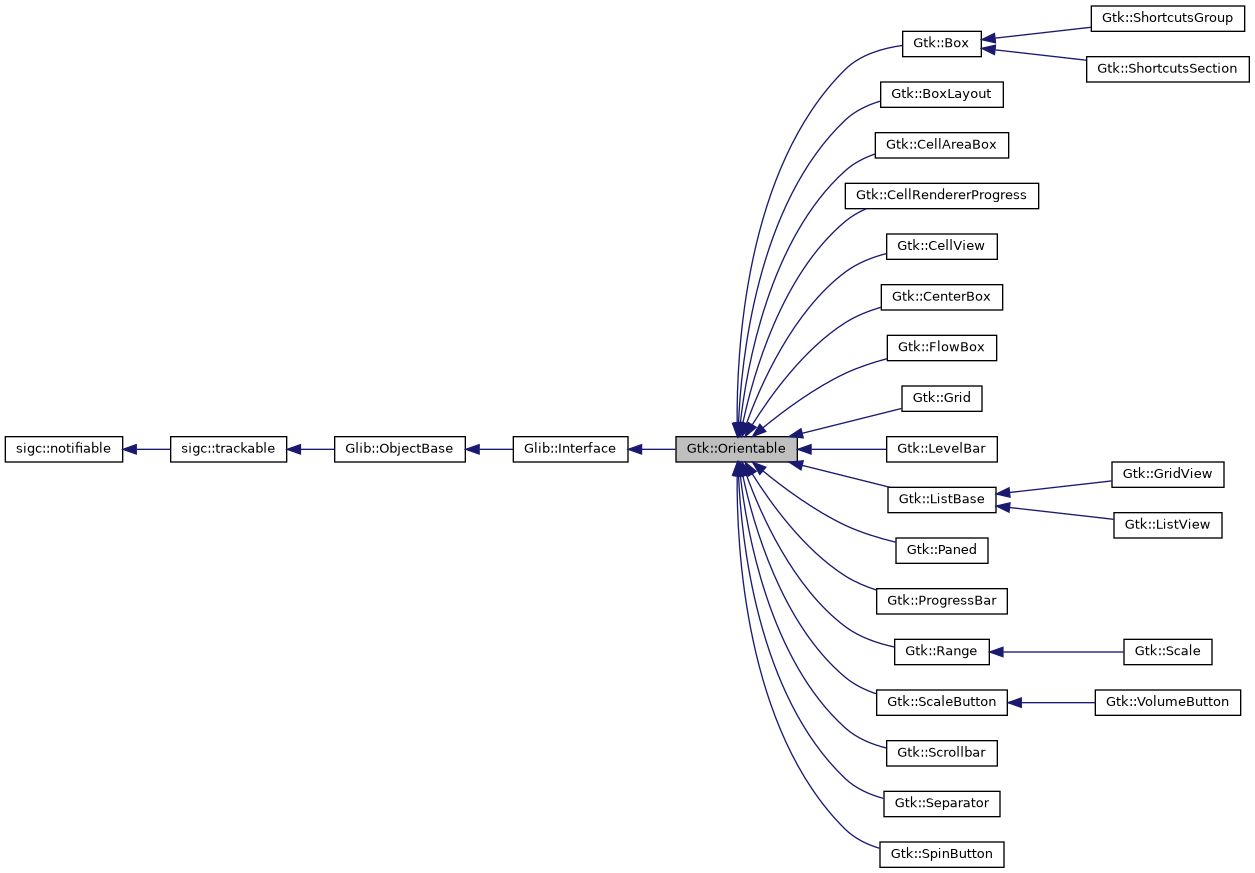 Gtk::ShortcutsGroup
Gtk::Box
Gtk::ShortcutsSection
Gtk::BoxLayout
Gtk::CellAreaBox
Gtk::CellRendererProgress
Gtk::CellView
Gtk::CenterBox
Gtk::FlowBox
Gtk::Grid
sigc::notifiable
sigc::trackable
Glib::ObjectBase
Glib::Interface
Gtk::Orientable
Gtk::LevelBar
Gtk::GridView
Gtk::ListBase
Gtk::ListView
Gtk::Paned
Gtk::ProgressBar
Gtk::Range
Gtk::Scale
Gtk::ScaleButton
Gtk::VolumeButton
Gtk::Scrollbar
Gtk::Separator
Gtk::SpinButton